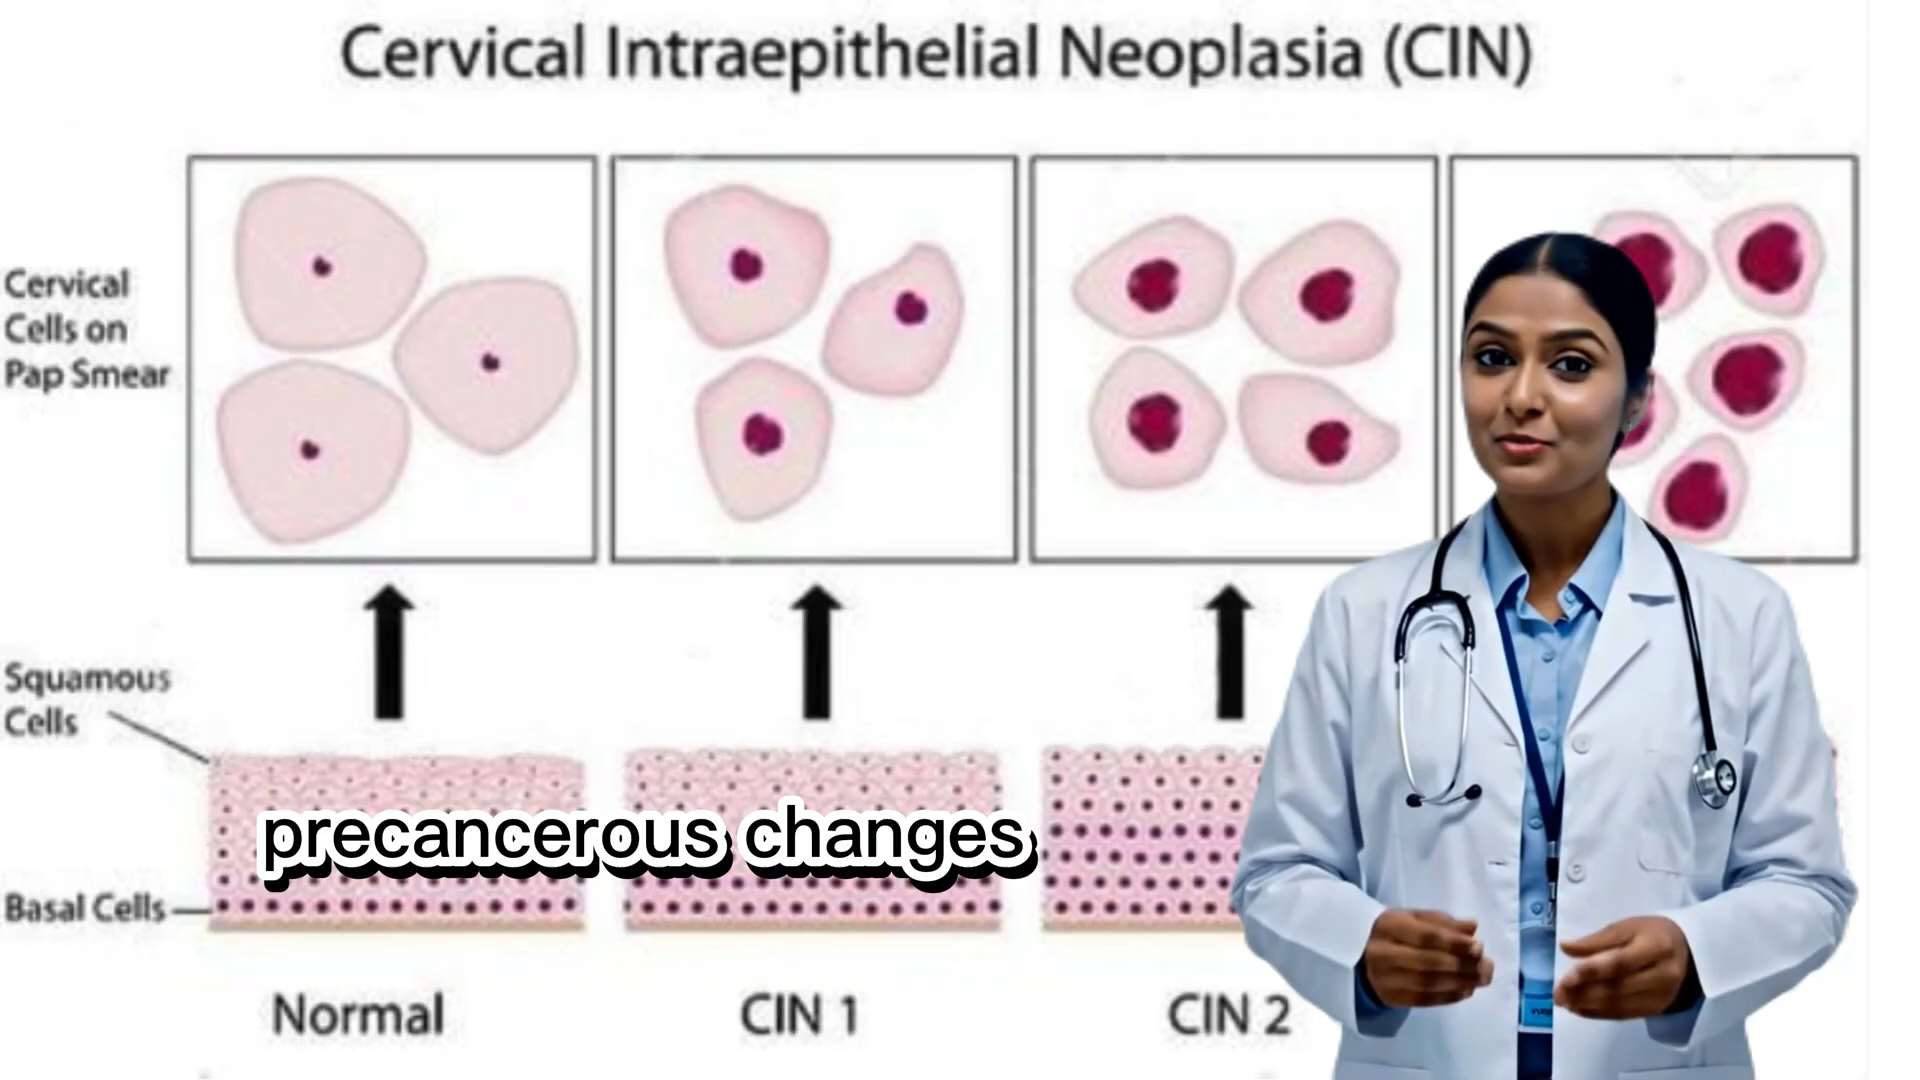 Cervical Intraepithelial Neoplasia (CIN)
Cervical
Cells on
Pap Smear
Squamous
Cells
precancerous changes
Basal Cells
Normal
CIN 1
CIN 2